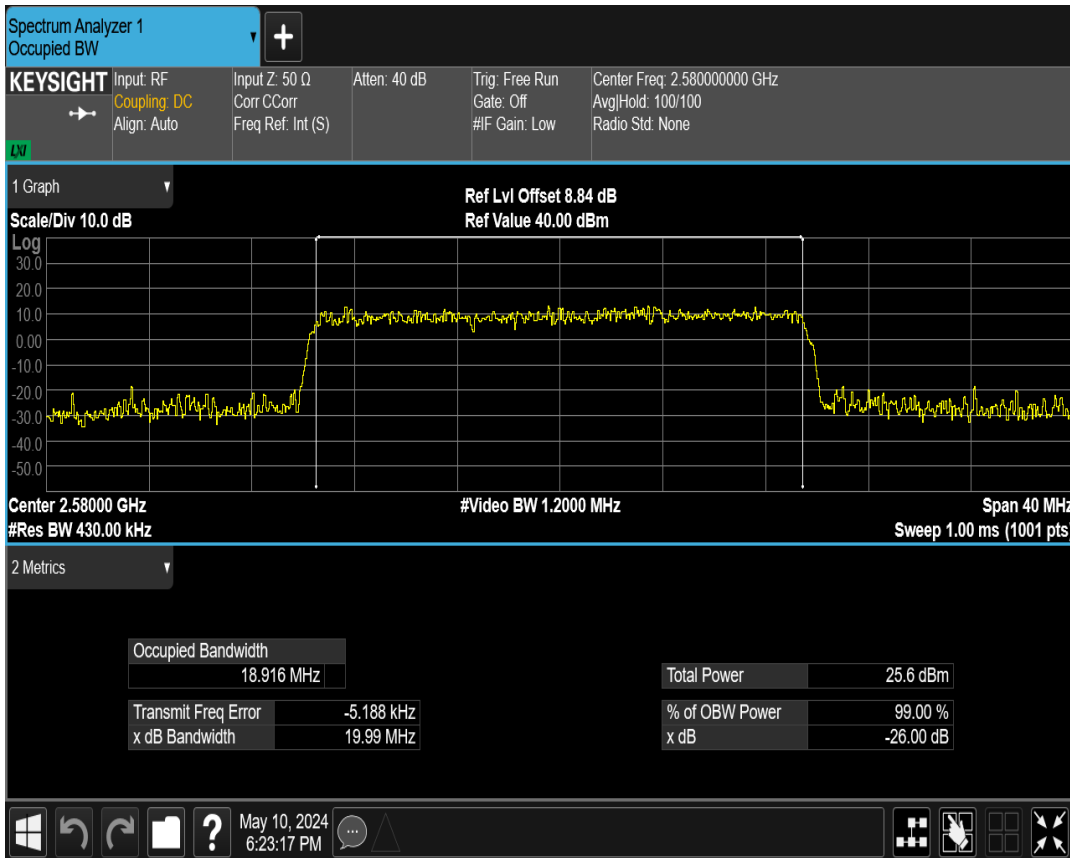 Spectrum Analyzer 1
Occupied BW
KEYSIGHT
LXI
Input: RF
Coupling: DC
Align: Auto
Input Z: 50 Ω
Corr CCorr
Freq Ref: Int (S)
Atten: 40 dB
Trig: Free Run
Gate: Off
#IF Gain: Low
Center Freq: 2.580000000 GHz
Avg|Hold: 100/100
Radio Std: None
1 Graph
Scale/Div 10.0 dB
Ref Lvl Offset 8.84 dB
Ref Value 40.00 dBm
Log
30.0
20.0
10.0
0.00
-10.0
-20.0
-30.0
-40.0
-50.0
Center 2.58000 GHz
#Video BW 1.2000 MHz
Span 40 MHz
#Res BW 430.00 kHz
Sweep 1.00 ms (1001 pts)
2 Metrics
Occupied Bandwidth
18.916 MHz
Transmit Freq Error -5.188 kHz
x dB Bandwidth 19.99 MHz
Total Power 25.6 dBm
% of OBW Power 99.00 %
x dB -26.00 dB
May 10, 2024
6:23:17 PM